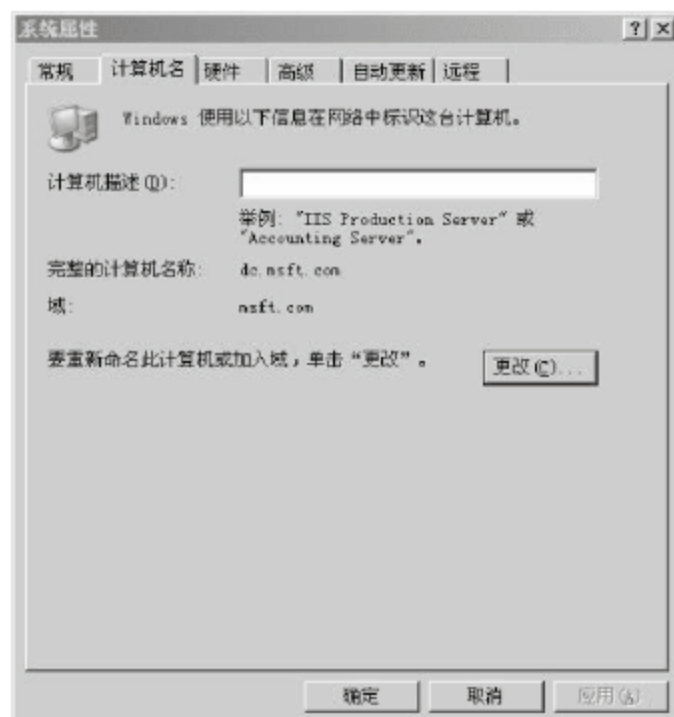 系统属性
? ×
常规 计算机名 硬件 高级 自动更新 远程
Windows 使用以下信息在网络中标识这台计算机。
计算机描述(D):
举例: "IIS Production Server" 或
"Accounting Server"。
完整的计算机名称: dc.msft.com
域: msft.com
要重新命名此计算机或加入域，单击“更改”。 更改(C)...
确定 取消 应用(A)